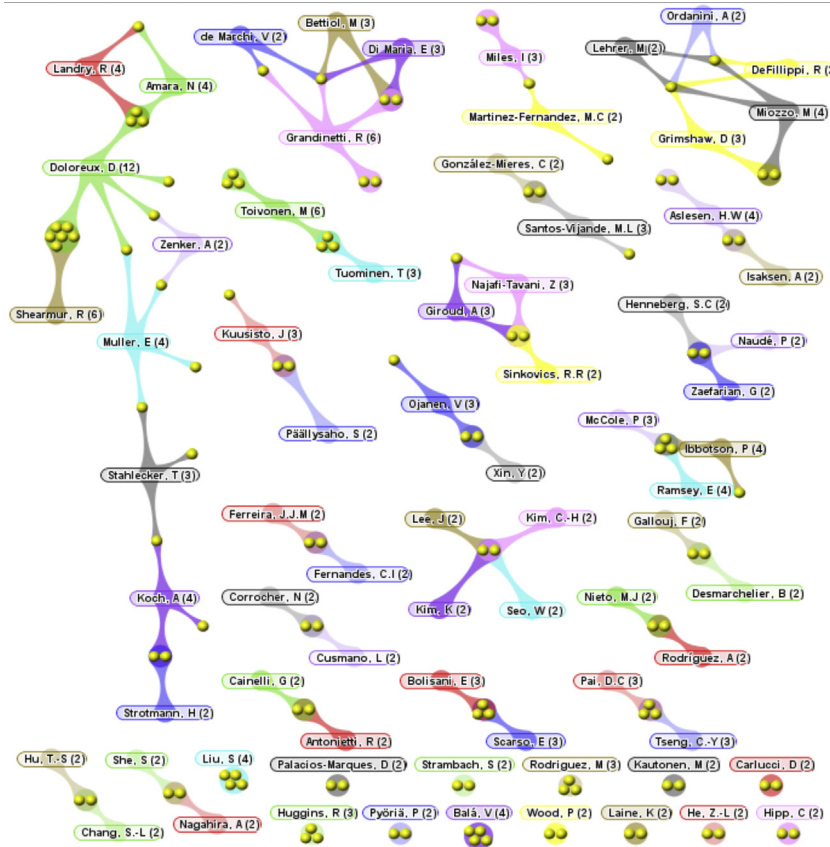 de Marchi, V (2)
Bettiol, M (3)
Ordanini, A (2)
Landry, R (4)
Di Maria, E (3)
Miles, I (3)
Lehrer, M (2)
DeFillippi, R (2
Amara, N (4)
Martinez-Fernandez, M.C (2)
Miozzo, M (4)
Grandinetti, R (6)
Grimshaw, D (3)
Doloreux, D (12)
González-Mieres, C (2)
Toivonen, M (6)
Aslesen, H.W (4)
Zenker, A (2)
Santos-Vijande, M.L (3)
Tuominen, T (3)
Isaksen, A (2)
Najafi-Tavani, Z (3)
Henneberg, S.C (2)
Shearmur, R (6)
Giroud, A (3)
Muller, E (4)
Kuusisto, J (3)
Naudé, P (2)
Sinkovics, R.R (2)
Zaefarian, G (2)
Ojanen, V (3)
McCole, P (3)
Päällysaho, S (2)
Ibbotson, P (4)
Stahlecker, T (3)
Xin, Y (2)
Ramsey, E (4)
Ferreira, J.J.M (2)
Lee, J (2)
Kim, C.-H (2)
Gallouj, F (2)
Fernandes, C.I (2)
Desmarchelier, B (2)
Koch, A (4)
Corrocher, N (2)
Kim, K (2)
Seo, W (2)
Nieto, M.J (2)
Cusmano, L (2)
Rodríguez, A (2)
Cainelli, G (2)
Bolisani, E (3)
Pai, D.C (3)
Strotmann, H (2)
Antonietti, R (2)
Scarso, E (3)
Tseng, C.-Y (3)
Hu, T.-S (2)
She, S (2)
Liu, S (4)
Palacios-Marques, D (2)
Strambach, S (2)
Rodriguez, M (3)
Kautonen, M (2)
Carlucci, D (2)
Chang, S.-L (2)
Nagahira, A (2)
Huggins, R (3)
Pyöriä, P (2)
Balá, V (4)
Wood, P (2)
Laine, K (2)
He, Z.-L (2)
Hipp, C (2)